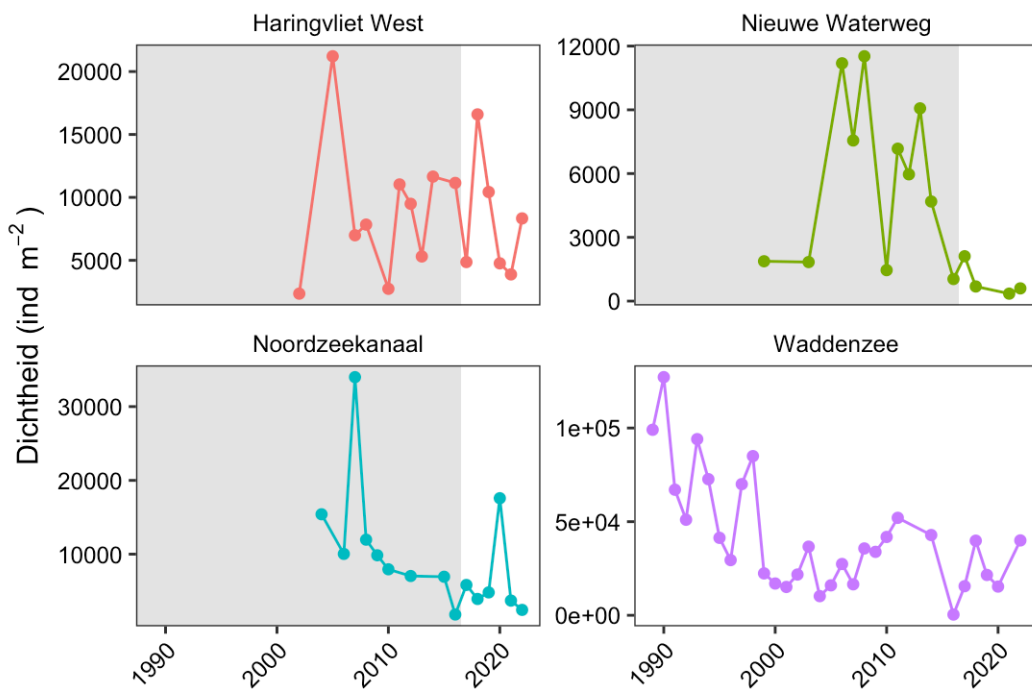 Haringvliet West
Nieuwe Waterweg
20000
15000
10000
5000
12000
9000
6000
3000
0
Dichtheid (ind m⁻²)
Noordzeekanaal
Waddenzee
30000
20000
10000
1e+05
5e+04
0e+00
1990
2000
2010
2020
1990
2000
2010
2020